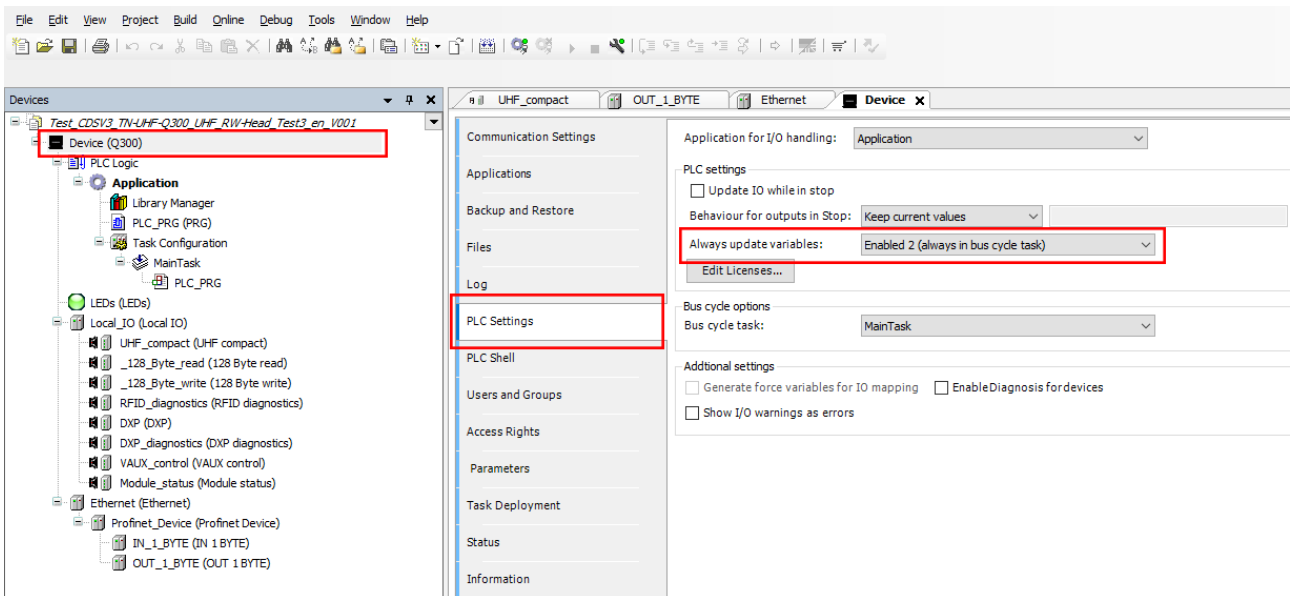 File Edit View Project Build Online Debug Tools Window Help
Devices
Test_CDSV3_TN-UHF-Q300_UHF_RW-Head_Test3_en_V001
Device (Q300)
PLC Logic
Application
Library Manager
PLC_PRG (PRG)
Task Configuration
MainTask
PLC_PRG
LEDs (LEDs)
Local_IO (Local IO)
UHF_compact (UHF compact)
_128_Byte_read (128 Byte read)
_128_Byte_write (128 Byte write)
RFID_diagnostics (RFID diagnostics)
DXP (DXP)
DXP_diagnostics (DXP diagnostics)
VAUX_control (VAUX control)
Module_status (Module status)
Ethernet (Ethernet)
Profinet_Device (Profinet Device)
IN_1_BYTE (IN 1 BYTE)
OUT_1_BYTE (OUT 1 BYTE)
UHF_compact OUT_1_BYTE Ethernet Device
Communication Settings
Applications
Backup and Restore
Files
Log
PLC Settings
PLC Shell
Users and Groups
Access Rights
Parameters
Task Deployment
Status
Information
Application for I/O handling: Application
PLC settings
Update IO while in stop
Behaviour for outputs in Stop: Keep current values
Always update variables: Enabled 2 (always in bus cycle task)
Edit Licenses...
Bus cycle options
Bus cycle task: MainTask
Addtional settings
Generate force variables for IO mapping Enable Diagnosis for devices
Show I/O warnings as errors